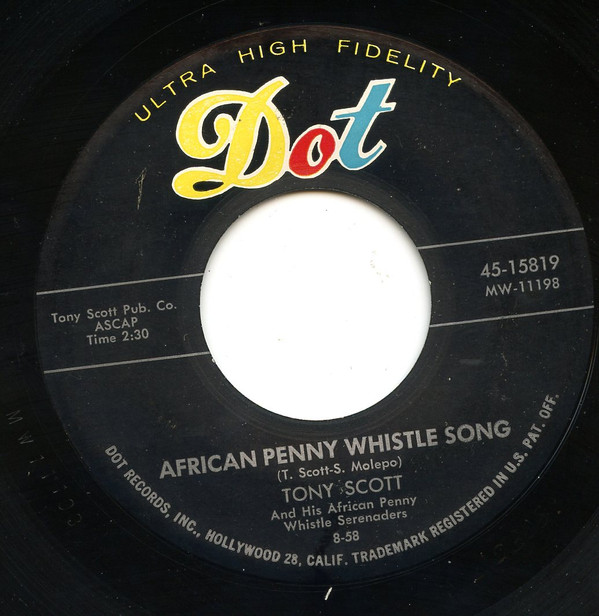 ULTRA HIGH FIDELITY
Dot
45-15819
MW-11198
Tony Scott Pub. Co.
ASCAP
Time 2:30
AFRICAN PENNY WHISTLE SONG
(T. Scott-S. Molepo)
TONY SCOTT
And His African Penny
Whistle Serenaders
8-58
DOT RECORDS, INC., HOLLYWOOD 28, CALIF. TRADEMARK REGISTERED IN U.S. PAT. OFF.